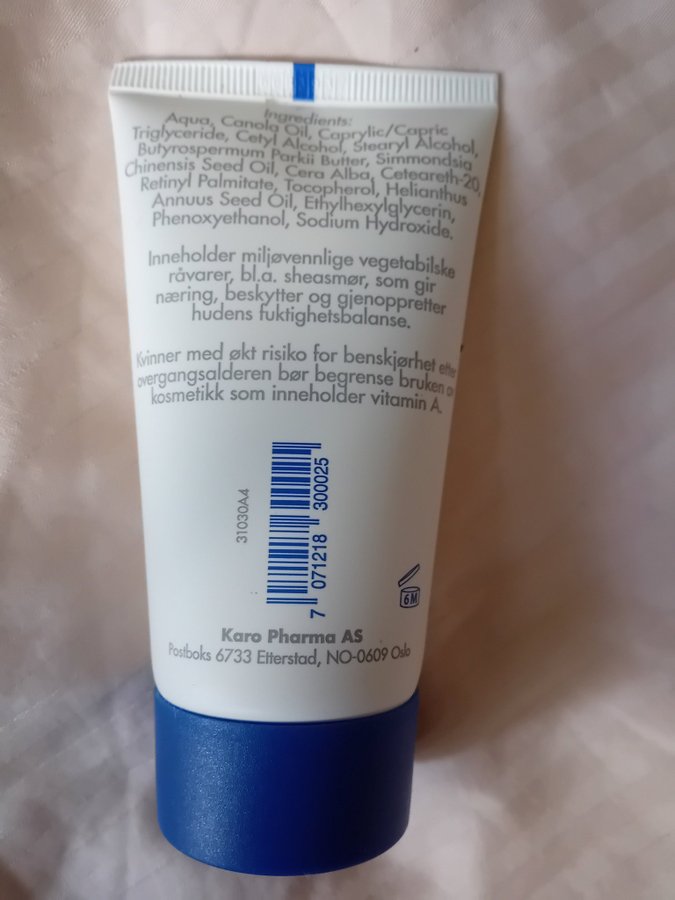 Ingredients:
Aqua, Canola Oil, Caprylic/Capric
Triglyceride, Cetyl Alcohol, Stearyl Alcohol,
Butyrospermum Parkii Butter, Simmondsia
Chinensis Seed Oil, Cera Alba, Ceteareth-20,
Retinyl Palmitate, Tocopherol, Helianthus
Annuus Seed Oil, Ethylhexylglycerin,
Phenoxyethanol, Sodium Hydroxide.
Inneholder miljøvennlige vegetabilske
råvarer, bl.a. sheasmør, som gir
næring, beskytter og gjenoppretter
hudens fuktighetsbalanse.
Kvinner med økt risiko for benskjørhet etter
overgangsalderen bør begrense bruken av
kosmetikk som inneholder vitamin A.
31030A4
7 071218 300025
6M
Karo Pharma AS
Postboks 6733 Etterstad, NO-0609 Oslo